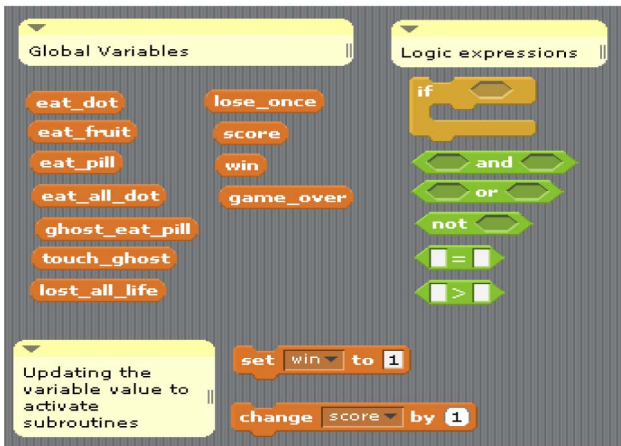 Global Variables
eat_dot
eat_fruit
eat_pill
eat_all_dot
ghost_eat_pill
touch_ghost
lost_all_life
lose_once
score
win
game_over
Logic expressions
if
and
or
not
=
>
Updating the
variable value to
activate
subroutines
set win to 1
change score by 1